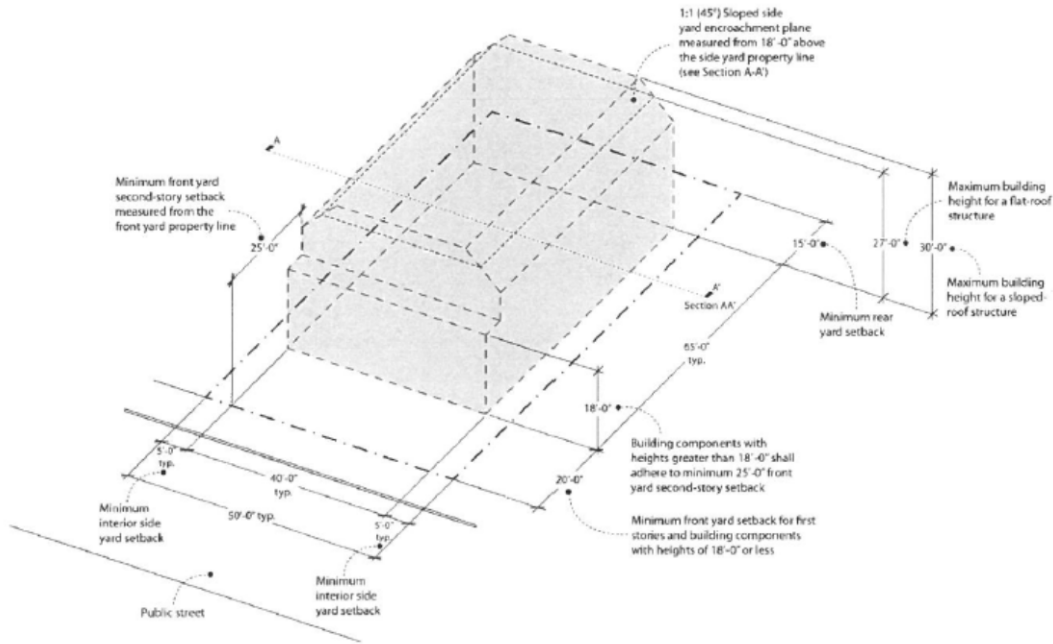 1:1 (45°) Sloped side
yard encroachment plane
measured from 18'-0" above
the side yard property line
(see Section A-A')
A
Minimum front yard
second-story setback
measured from the
front yard property line
25'-0"
Maximum building
height for a flat-roof
structure
15'-0"
27'-0"
30'-0"
A'
Section AA'
Maximum building
height for a sloped-
roof structure
Minimum rear
yard setback
65'-0"
typ.
18'-0"
Building components with
heights greater than 18'-0" shall
adhere to minimum 25'-0" front
yard second-story setback
5'-0"
typ.
40'-0"
typ.
20'-0"
50'-0" typ.
5'-0"
typ.
Minimum
interior side
yard setback
Minimum front yard setback for first
stories and building components
with heights of 18'-0" or less
Minimum
interior side
yard setback
Public street